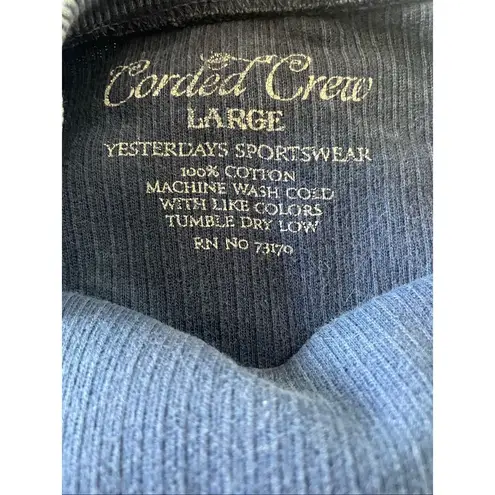 Corded Crew
LARGE
YESTERDAYS SPORTSWEAR
100% COTTON
MACHINE WASH COLD
WITH LIKE COLORS
TUMBLE DRY LOW
RN NO 73170